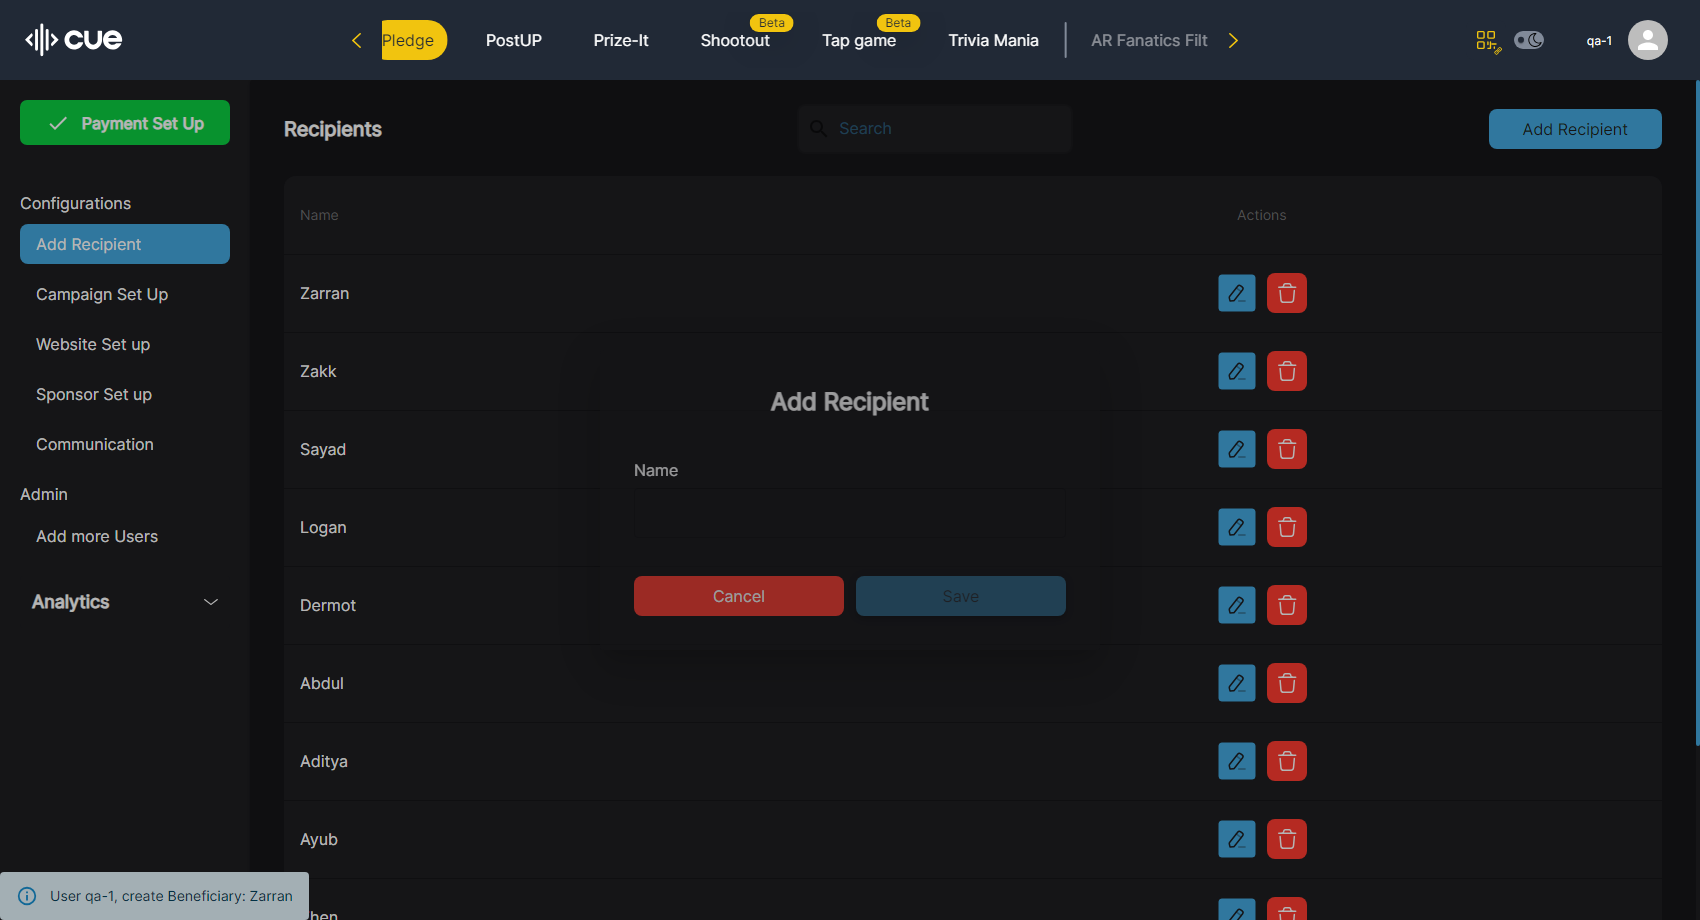 cue
Pledge
PostUP
Prize-It
Beta
Shootout
Beta
Tap game
Trivia Mania
AR Fanatics Filt
qa-1
Payment Set Up
Configurations
Add Recipient
Campaign Set Up
Website Set up
Sponsor Set up
Communication
Admin
Add more Users
Analytics
Recipients
Search
Add Recipient
Name
Actions
Zarran
Zakk
Sayad
Logan
Dermot
Abdul
Aditya
Ayub
Add Recipient
Name
Cancel
Save
User qa-1, create Beneficiary: Zarran